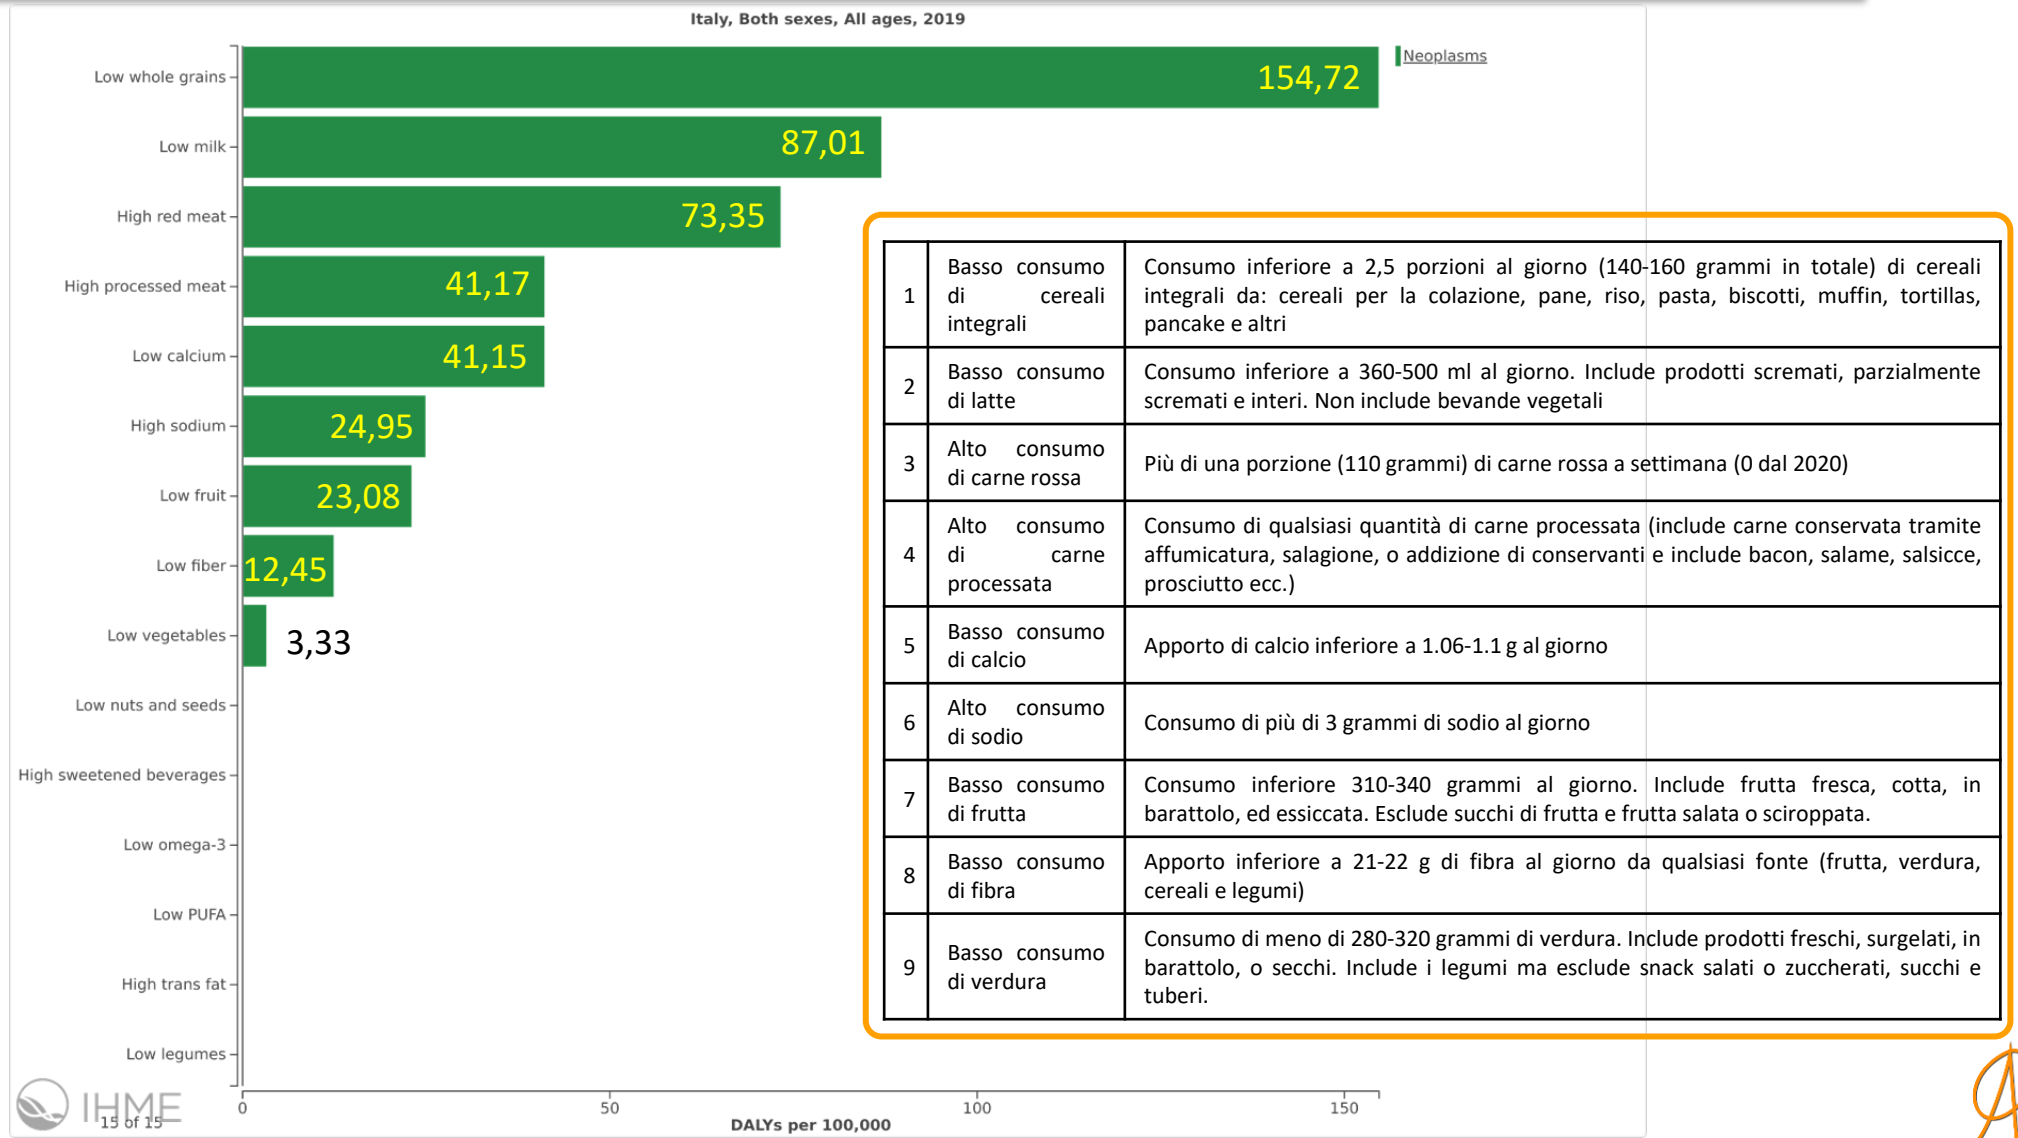 Italy, Both sexes, All ages, 2019
Neoplasms
Low whole grains
154,72
Low milk
87,01
High red meat
73,35
High processed meat
41,17
Low calcium
41,15
High sodium
24,95
Low fruit
23,08
Low fiber
12,45
Low vegetables
3,33
Low nuts and seeds
High sweetened beverages
Low omega-3
Low PUFA
High trans fat
Low legumes
0
50
100
150
DALYs per 100,000
IHME
15 of 15
1
Basso consumo
di cereali
integrali
Consumo inferiore a 2,5 porzioni al giorno (140-160 grammi in totale) di cereali
integrali da: cereali per la colazione, pane, riso, pasta, biscotti, muffin, tortillas,
pancake e altri
2
Basso consumo
di latte
Consumo inferiore a 360-500 ml al giorno. Include prodotti scremati, parzialmente
scremati e interi. Non include bevande vegetali
3
Alto consumo
di carne rossa
Più di una porzione (110 grammi) di carne rossa a settimana (0 dal 2020)
4
Alto consumo
di carne
processata
Consumo di qualsiasi quantità di carne processata (include carne conservata tramite
affumicatura, salagione, o addizione di conservanti e include bacon, salame, salsicce,
prosciutto ecc.)
5
Basso consumo
di calcio
Apporto di calcio inferiore a 1.06-1.1 g al giorno
6
Alto consumo
di sodio
Consumo di più di 3 grammi di sodio al giorno
7
Basso consumo
di frutta
Consumo inferiore 310-340 grammi al giorno. Include frutta fresca, cotta, in
barattolo, ed essiccata. Esclude succhi di frutta e frutta salata o sciroppata.
8
Basso consumo
di fibra
Apporto inferiore a 21-22 g di fibra al giorno da qualsiasi fonte (frutta, verdura,
cereali e legumi)
9
Basso consumo
di verdura
Consumo di meno di 280-320 grammi di verdura. Include prodotti freschi, surgelati, in
barattolo, o secchi. Include i legumi ma esclude snack salati o zuccherati, succhi e
tuberi.